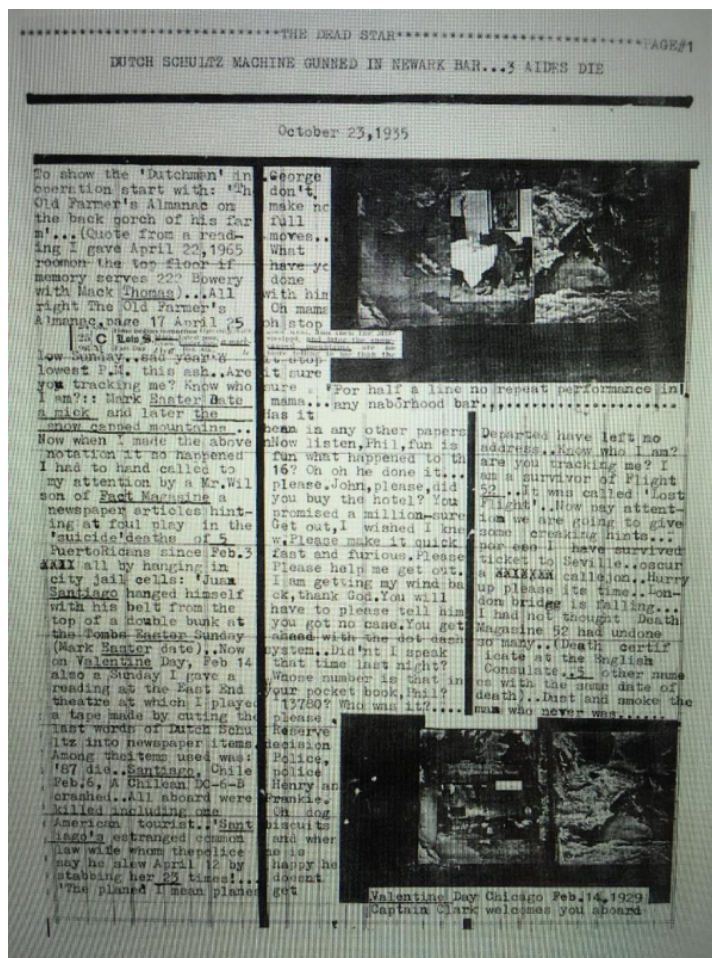 THE DEAD STAR
PAGE#1
DUTCH SCHULTZ MACHINE GUNNED IN NEWARK BAR...3 AIDES DIE
October 23,1935
To show the 'Dutchman' in
operation start with: 'Th
Old Farmer's Almanac on
the back porch of his far
m'...(Quote from a read-
ing I gave April 22,1965
roomon the top floor if
memory serves 222 Bowery
with Mack Thomas)...All
right The Old Farmer's
Almanac page 17 April 25
C
low Sunday..sad year's
lowest P.M. this ash..Are
you tracking me? Know who
I am?:: Mark Easter Date
a mick and later the
snow capped mountains..
Now when I made the above
notation it so happened
I had to hand called to
my attention by a Mr.Wil
son of Fact Magazine a
newspaper articles hint-
ing at foul play in the
'suicide'deaths of 5
PuertoRicans since Feb.3
all by hanging in
city jail cells: 'Juan
Santiago hanged himself
with his belt from the
top of a double bunk at
the Tombs Easter Sunday
(Mark Easter date)..Now
on Valentine Day, Feb 14
also a Sunday I gave a
reading at the East End
theatre at which I played
a tape made by cuting the
last words of Dutch Schu
ltz into newspaper items.
Among theitems used was:
'87 die..Santiago, Chile
Feb.6, A Chilean DC-6-B
crashed..All aboard were
killed including one
American tourist..'Sant
iago's estranged common
law wife whom thepolice
say he slew April 12 by
stabbing her 23 times!...
'The planed I mean planes
George
don't
make no
full
moves..
What
have yo
done
with him
Oh mama
oh stop
it stop
it sure
sure
mama...
Has it
been in any other papers
Now listen,Phil,fun is
fun what happened to th
16? Oh oh he done it...
please.John,please,did
you buy the hotel? You
promised a million-sure
Get out,I wished I kne
w.Please make it quick
fast and furious.Please
Please help me get out.
I am getting my wind ba
ck,thank God.You will
have to please tell him
you got no case.You get
ahead with the dot dash
system..Did'nt I speak
that time last night?
Whose number is that in
your pocket book,Phil?
13780? Who was it?.....
please.
Reserve
decision
Police,
police
Henry an
Frankie.
Oh dog
biscuits
and when
he is
happy he
doesnt
get
'For half a line no repeat performance in
any naborhood bar
Departed have left no
address..Know who I am?
are you tracking me? I
am a survivor of Flight
52...It was called 'Lost
Flight'..Now pay attent-
ion we are going to give
some creaking hints...
por eso I have survived
ticket to Seville..oscur
a callejon..Hurry
up please its time..Lon-
don bridge is falling...
I had not thought Death
Magasine 52 had undone
so many..(Death certif
icate at the English
Consulate..3 other name
es with the same date of
death)..Dust and smoke the
man who never was......
Valentine Day Chicago Feb.14,1929
Captain Clark welcomes you aboard